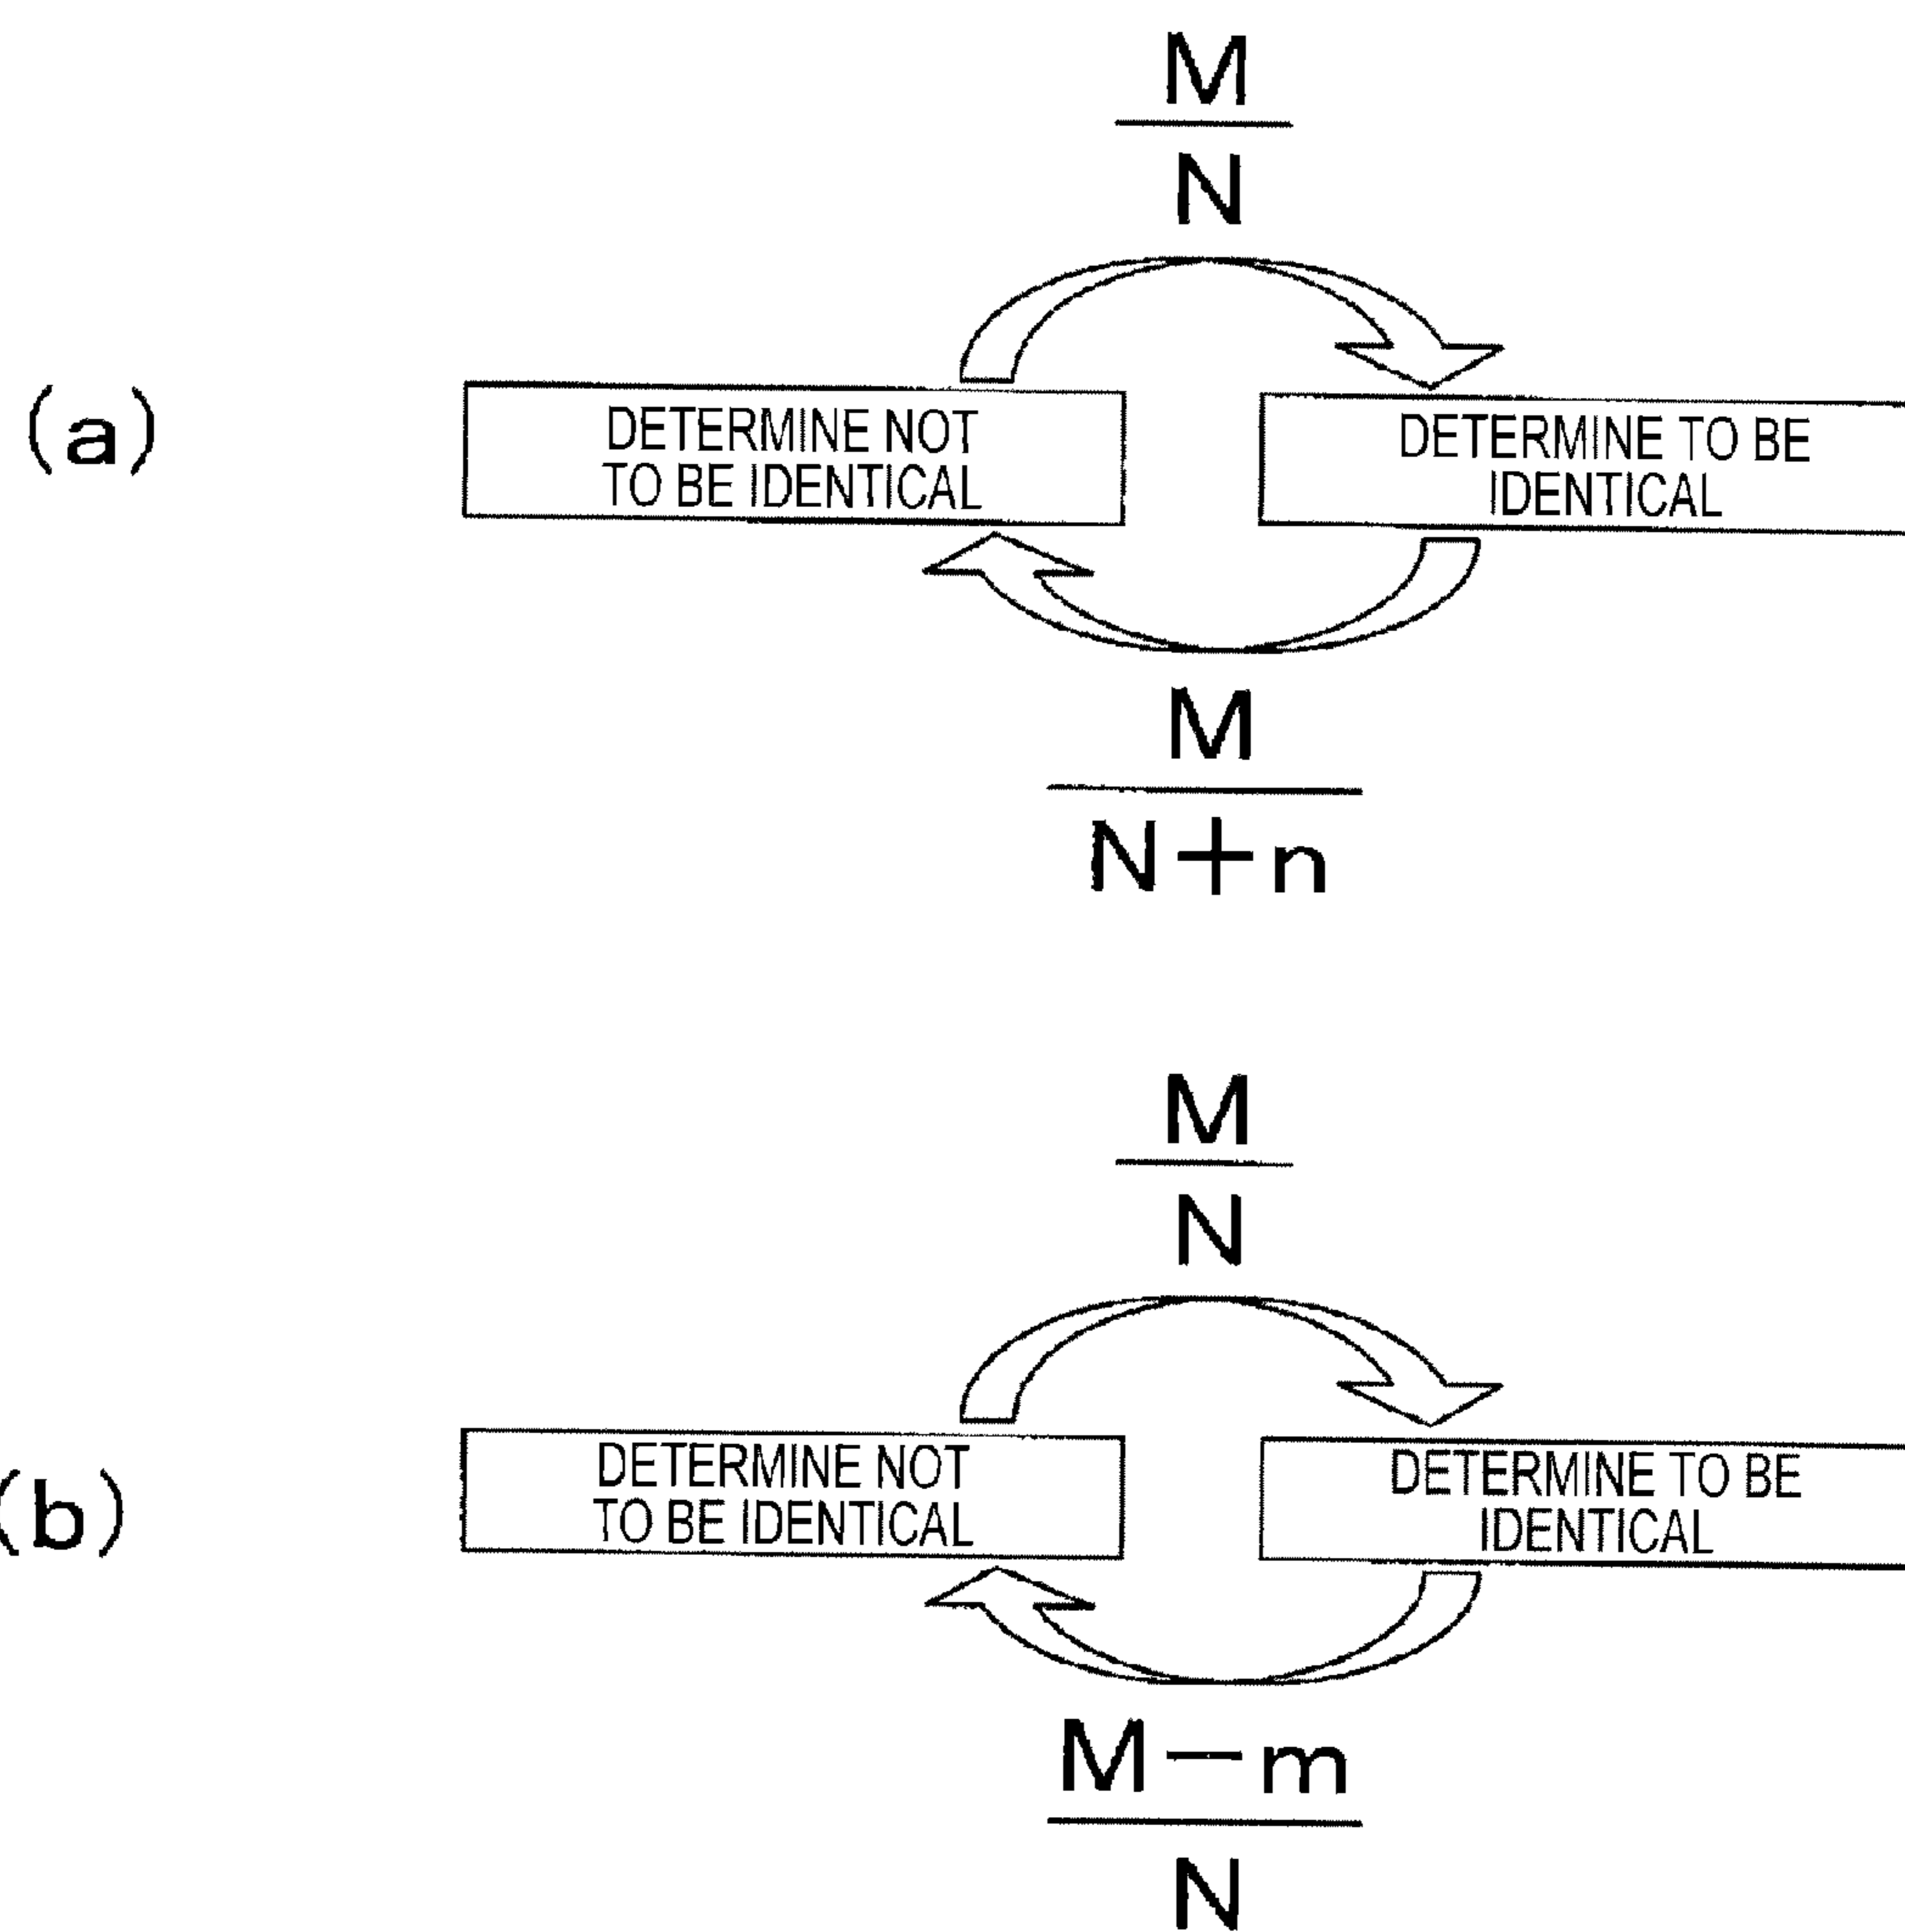 M
N
(a)
DETERMINE NOT
TO BE IDENTICAL
DETERMINE TO BE
IDENTICAL
M
N+n
M
N
(b)
DETERMINE NOT
TO BE IDENTICAL
DETERMINE TO BE
IDENTICAL
M−m
N